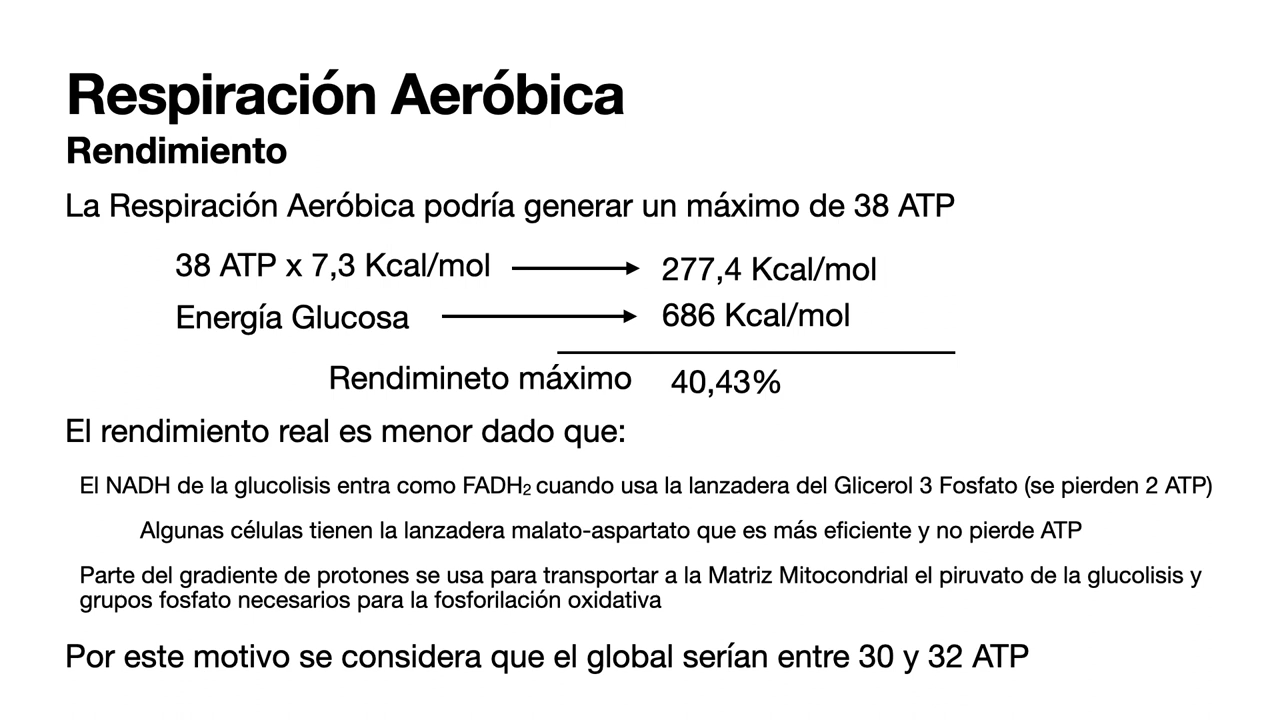 Respiración Aeróbica
Rendimiento
La Respiración Aeróbica podría generar un máximo de 38 ATP
38 ATP x 7,3 Kcal/mol → 277,4 Kcal/mol
Energía Glucosa → 686 Kcal/mol
Rendimineto máximo 40,43%
El rendimiento real es menor dado que:
El NADH de la glucolisis entra como FADH₂ cuando usa la lanzadera del Glicerol 3 Fosfato (se pierden 2 ATP)
Algunas células tienen la lanzadera malato-aspartato que es más eficiente y no pierde ATP
Parte del gradiente de protones se usa para transportar a la Matriz Mitocondrial el piruvato de la glucolisis y
grupos fosfato necesarios para la fosforilación oxidativa
Por este motivo se considera que el global serían entre 30 y 32 ATP